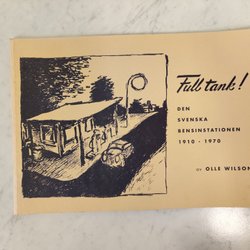 Full tank!
DEN
SVENSKA
BENSINSTATIONEN
1910 - 1970
AV OLLE WILSON